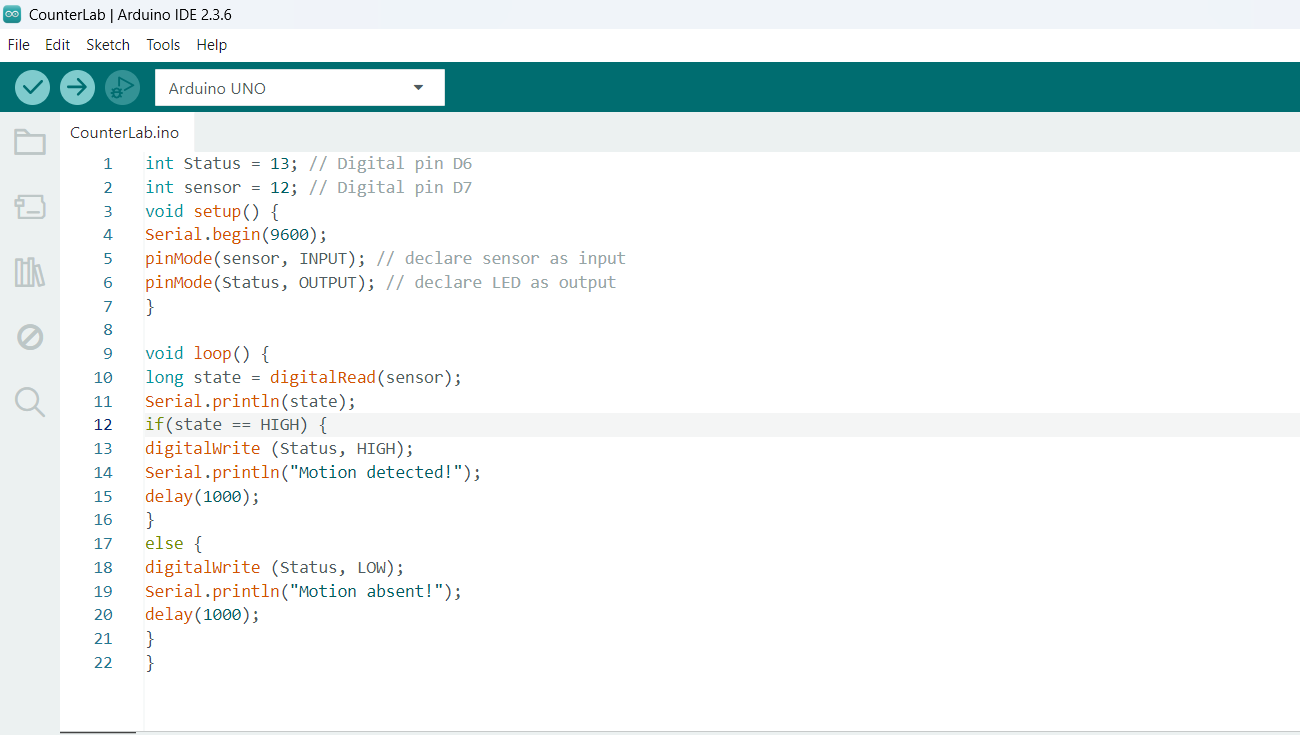 CounterLab | Arduino IDE 2.3.6
File Edit Sketch Tools Help
Arduino UNO
CounterLab.ino
1 int Status = 13; // Digital pin D6
2 int sensor = 12; // Digital pin D7
3 void setup() {
4 Serial.begin(9600);
5 pinMode(sensor, INPUT); // declare sensor as input
6 pinMode(Status, OUTPUT); // declare LED as output
7 }
8
9 void loop() {
10 long state = digitalRead(sensor);
11 Serial.println(state);
12 if(state == HIGH) {
13 digitalWrite (Status, HIGH);
14 Serial.println("Motion detected!");
15 delay(1000);
16 }
17 else {
18 digitalWrite (Status, LOW);
19 Serial.println("Motion absent!");
20 delay(1000);
21 }
22 }